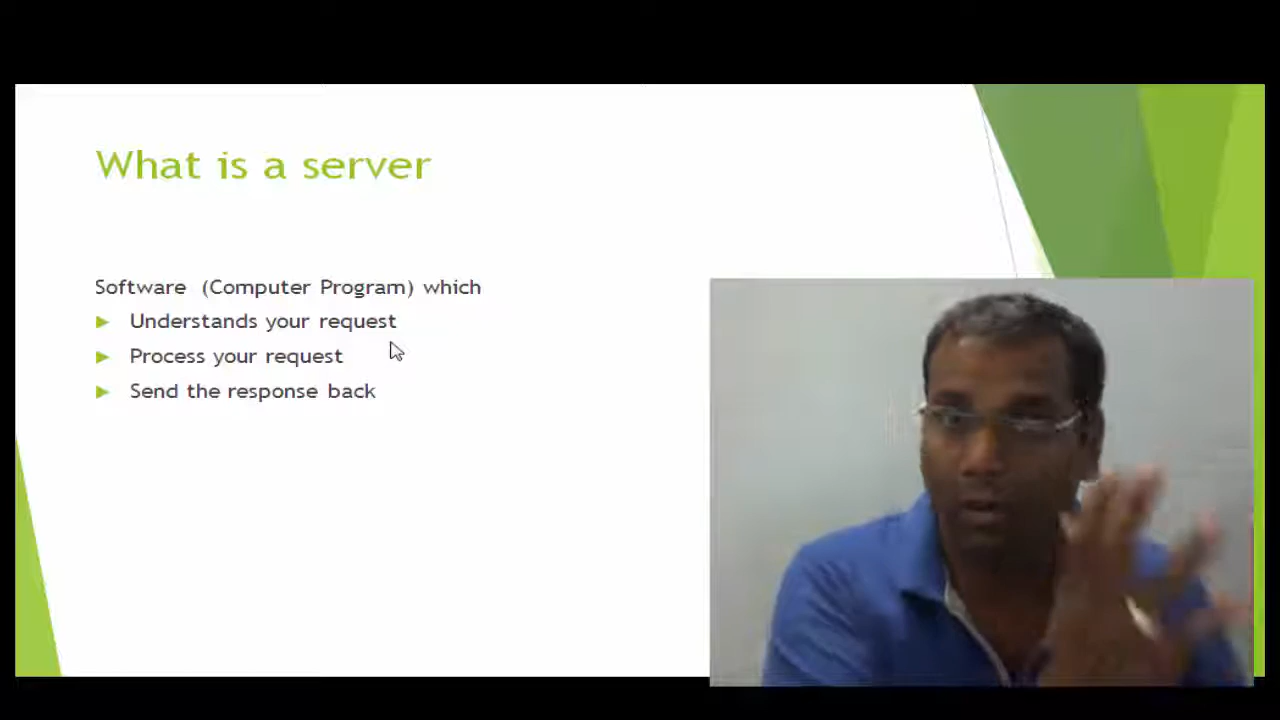 What is a server
Software (Computer Program) which
Understands your request
Process your request
Send the response back